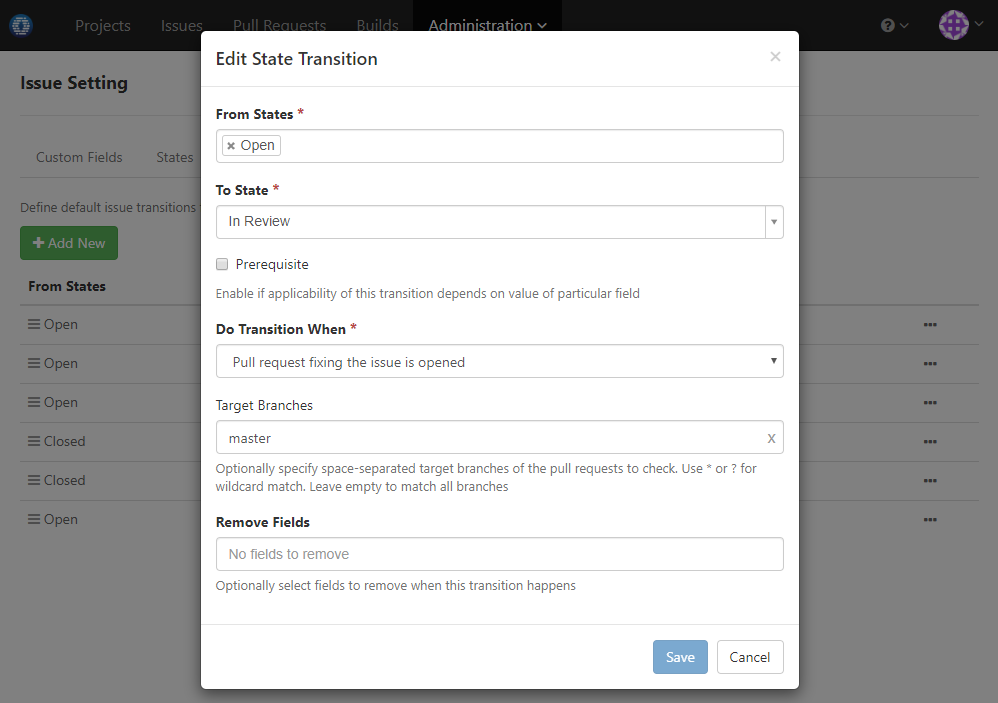 Projects Issues Pull Requests Builds Administration
Edit State Transition
Issue Setting
From States *
Open
Custom Fields States
To State *
In Review
Define default issue transitions
Add New
Prerequisite
Enable if applicability of this transition depends on value of particular field
From States
Do Transition When *
Pull request fixing the issue is opened
Open
Open
Open
Closed
Closed
Open
Target Branches
master x
Optionally specify space-separated target branches of the pull requests to check. Use * or ? for
wildcard match. Leave empty to match all branches
Remove Fields
No fields to remove
Optionally select fields to remove when this transition happens
Save Cancel